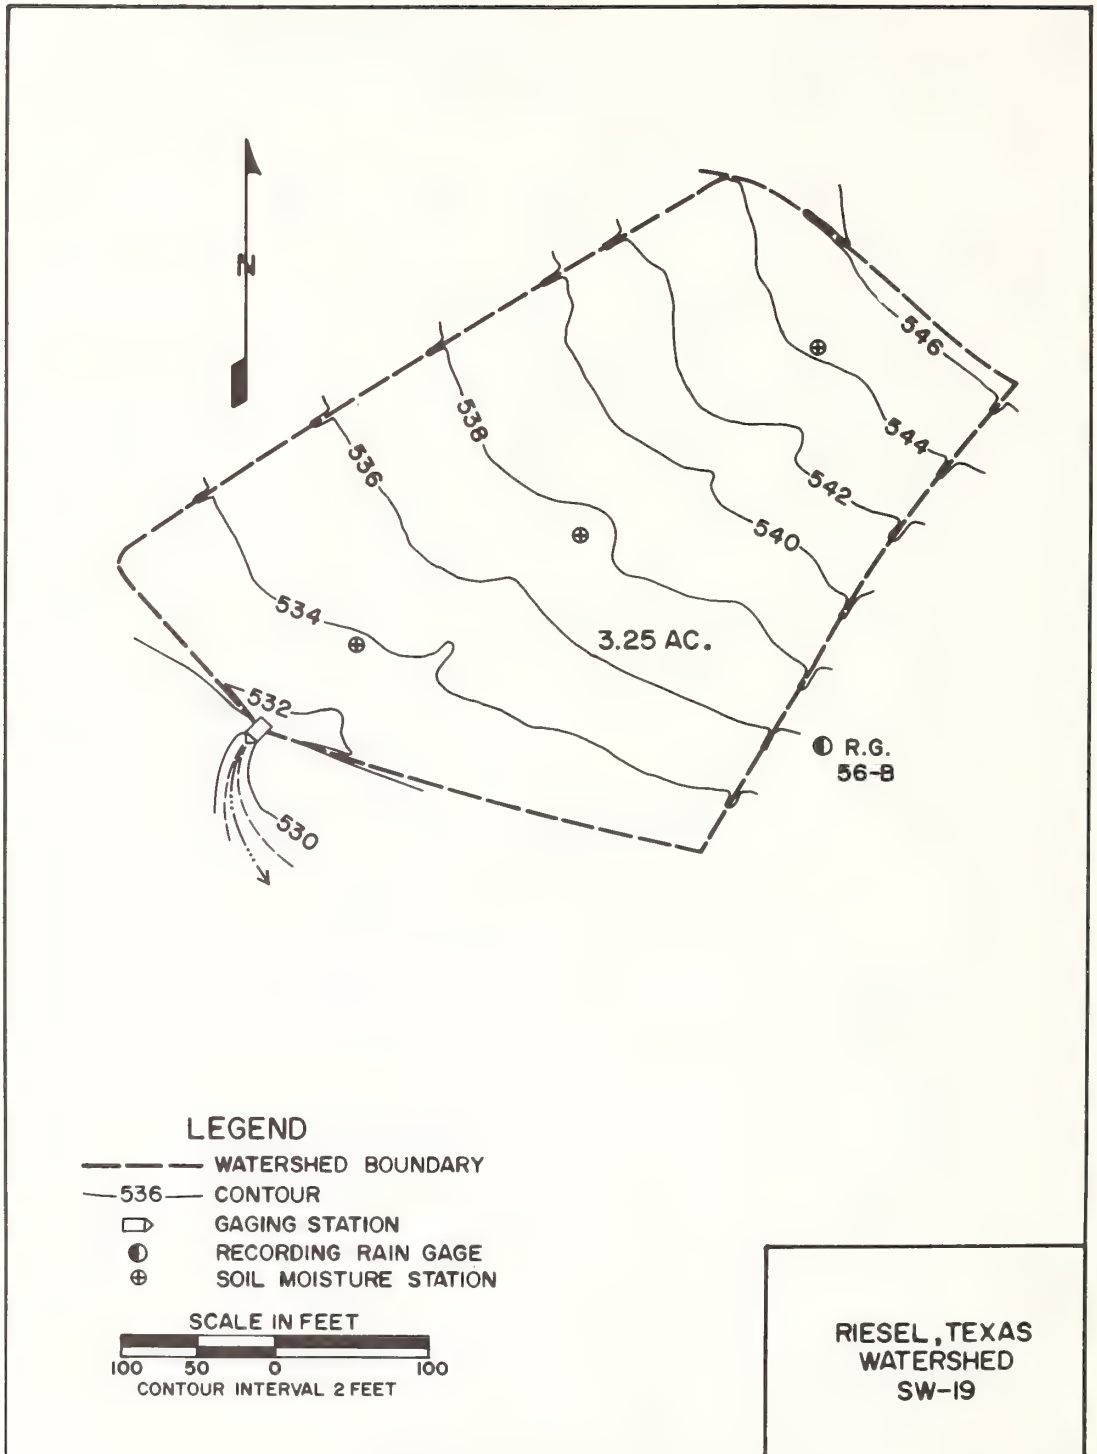 N
546
544
542
540
538
536
534
532
530
3.25 AC.
R.G.
56-B
LEGEND
WATERSHED BOUNDARY
536 CONTOUR
GAGING STATION
RECORDING RAIN GAGE
SOIL MOISTURE STATION
SCALE IN FEET
100 50 0 100
CONTOUR INTERVAL 2 FEET
RIESEL, TEXAS
WATERSHED
SW-19